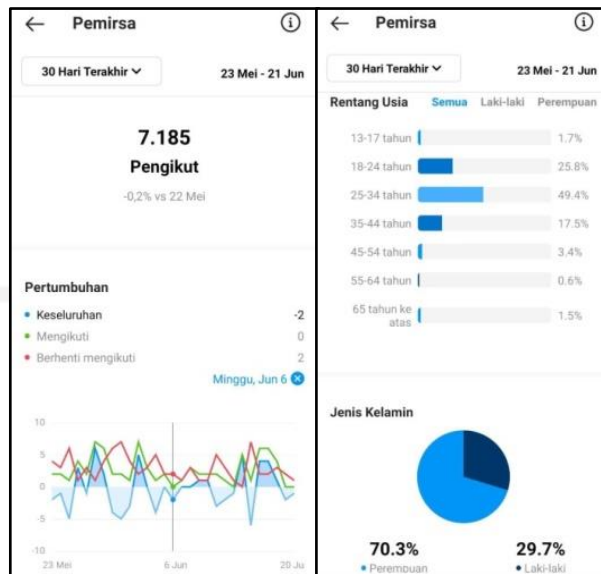 Pemirsa
30 Hari Terakhir
23 Mei - 21 Jun
7.185
Pengikut
-0,2% vs 22 Mei
Pertumbuhan
Keseluruhan -2
Mengikuti 0
Berhenti mengikuti 2
Minggu, Jun 6
10
5
0
-5
-10
23 Mei 6 Jun 20 Ju
Pemirsa
30 Hari Terakhir
23 Mei - 21 Jun
Rentang Usia Semua Laki-laki Perempuan
13-17 tahun 1.7%
18-24 tahun 25.8%
25-34 tahun 49.4%
35-44 tahun 17.5%
45-54 tahun 3.4%
55-64 tahun 0.6%
65 tahun ke
atas 1.5%
Jenis Kelamin
70.3% 29.7%
Perempuan Laki-laki